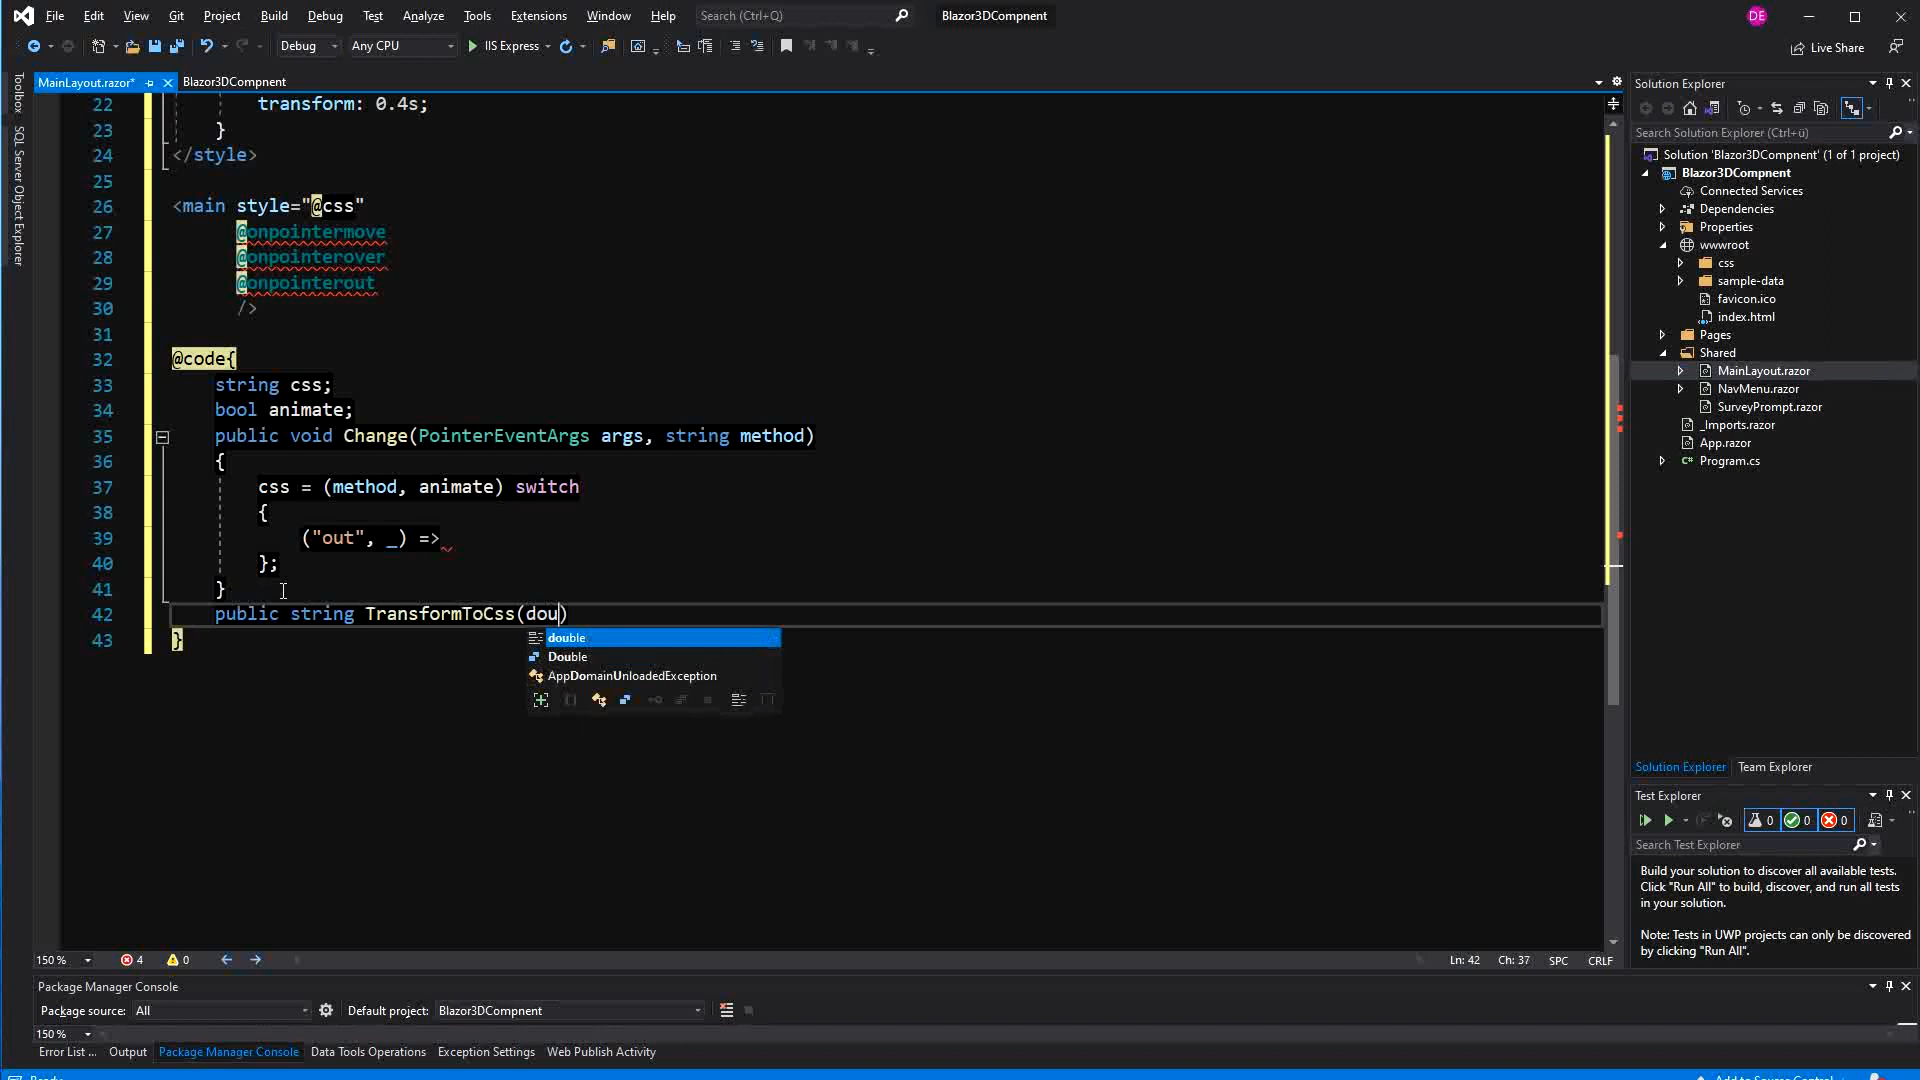 File Edit View Git Project Build Debug Test Analyze Tools Extensions Window Help Search (Ctrl+Q) Blazor3DCompnent DE
Debug Any CPU IIS Express Live Share
Toolbox
SQL Server Object Explorer
MainLayout.razor* Blazor3DCompnent
22 transform: 0.4s;
23 }
24 </style>
25
26 <main style="@css"
27 @onpointermove
28 @onpointerover
29 @onpointerout
30 />
31
32 @code{
33 string css;
34 bool animate;
35 public void Change(PointerEventArgs args, string method)
36 {
37 css = (method, animate) switch
38 {
39 ("out", _) =>
40 };
41 }
42 public string TransformToCss(dou)
43 }
double
Double
AppDomainUnloadedException
150 % 4 0 Ln: 42 Ch: 37 SPC CRLF
Solution Explorer
Search Solution Explorer (Ctrl+ü)
Solution 'Blazor3DCompnent' (1 of 1 project)
Blazor3DCompnent
Connected Services
Dependencies
Properties
wwwroot
css
sample-data
favicon.ico
index.html
Pages
Shared
MainLayout.razor
NavMenu.razor
SurveyPrompt.razor
_Imports.razor
App.razor
Program.cs
Solution Explorer Team Explorer
Test Explorer
0 0 0
Search Test Explorer
Build your solution to discover all available tests.
Click "Run All" to build, discover, and run all tests
in your solution.
Note: Tests in UWP projects can only be discovered
by clicking "Run All".
Package Manager Console
Package source: All Default project: Blazor3DCompnent
150 %
Error List ... Output Package Manager Console Data Tools Operations Exception Settings Web Publish Activity